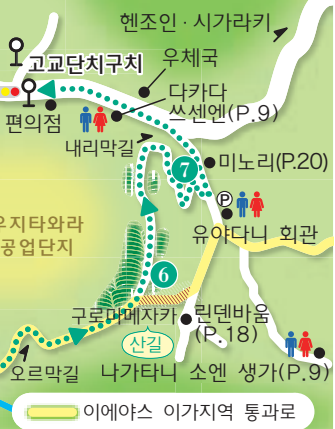 헨조인 · 시가라키
우체국
고교단치구치
다카다
쓰센엔(P.9)
편의점
내리막길
7
미노리(P.20)
P
우지타와라
공업단지
유야다니 회관
6
구로마메자카
린덴바움
(P.18)
산길
오르막길
나가타니 소엔 생가(P.9)
이에야스 이가지역 통과로